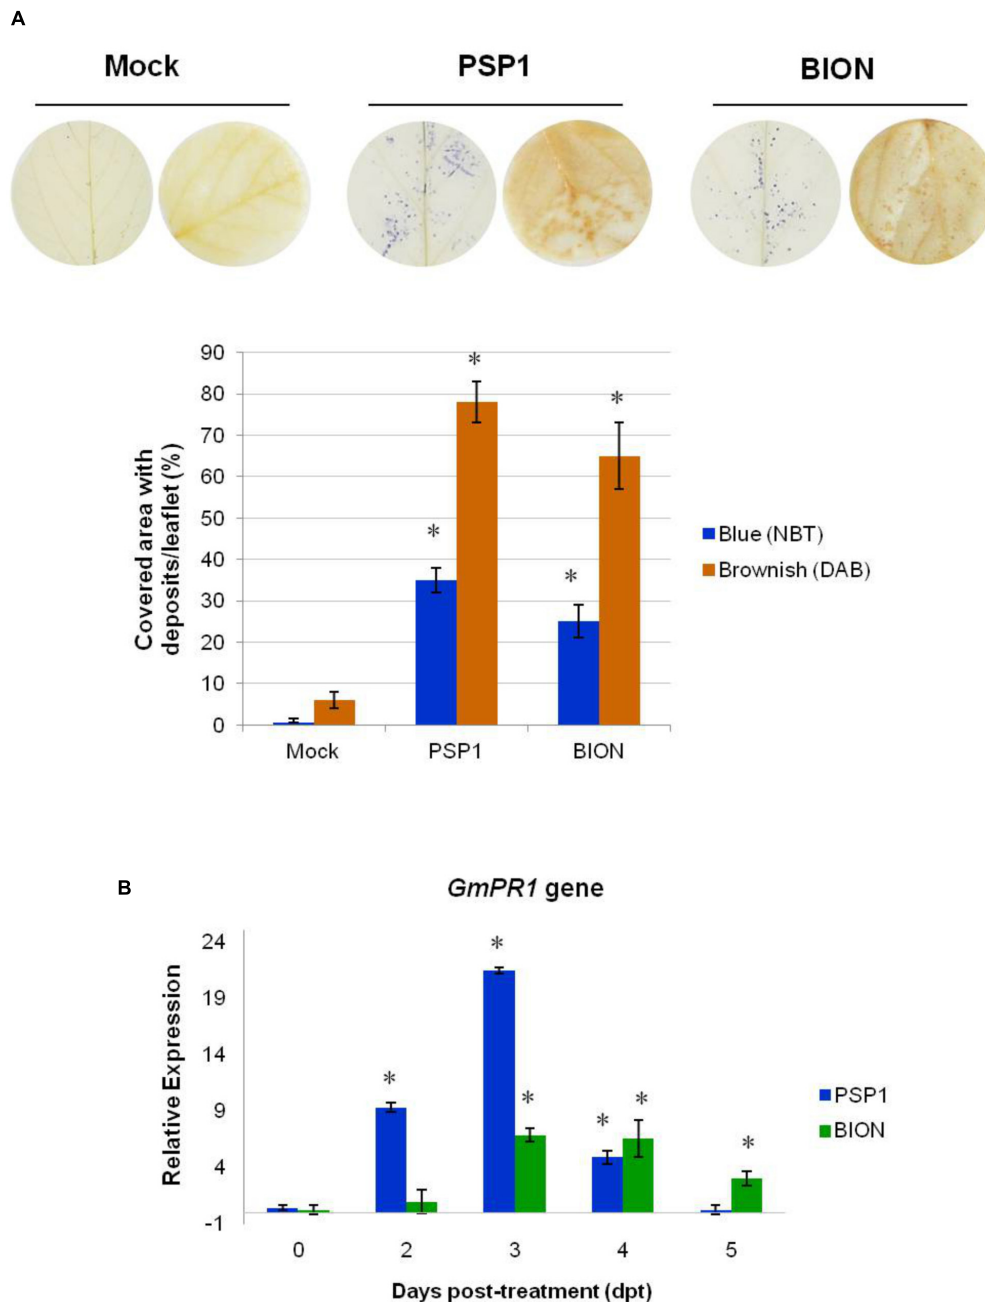 A
Mock PSP1 BION
90
80
70
60
50
40
30
20
10
0
Covered area with
deposits/leaflet (%)
*
*
*
*
Mock PSP1 BION
Blue (NBT)
Brownish (DAB)
B
GmPR1 gene
24
19
14
9
4
-1
Relative Expression
*
*
*
*
*
*
0 2 3 4 5
Days post-treatment (dpt)
PSP1
BION